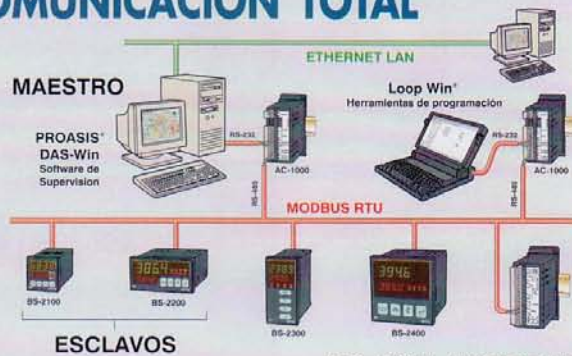 COMUNICACIÓN TOTAL
ETHERNET LAN
MAESTRO
Loop Win*
Herramientas de programación
PROASIS*
DAS-Win
Software de
Supervision
RS-232
AC-1000
RS-232
AC-1000
RS-485
RS-485
MODBUS RTU
BS-2100
BS-2200
BS-2300
BS-2400
3946
ESCLAVOS